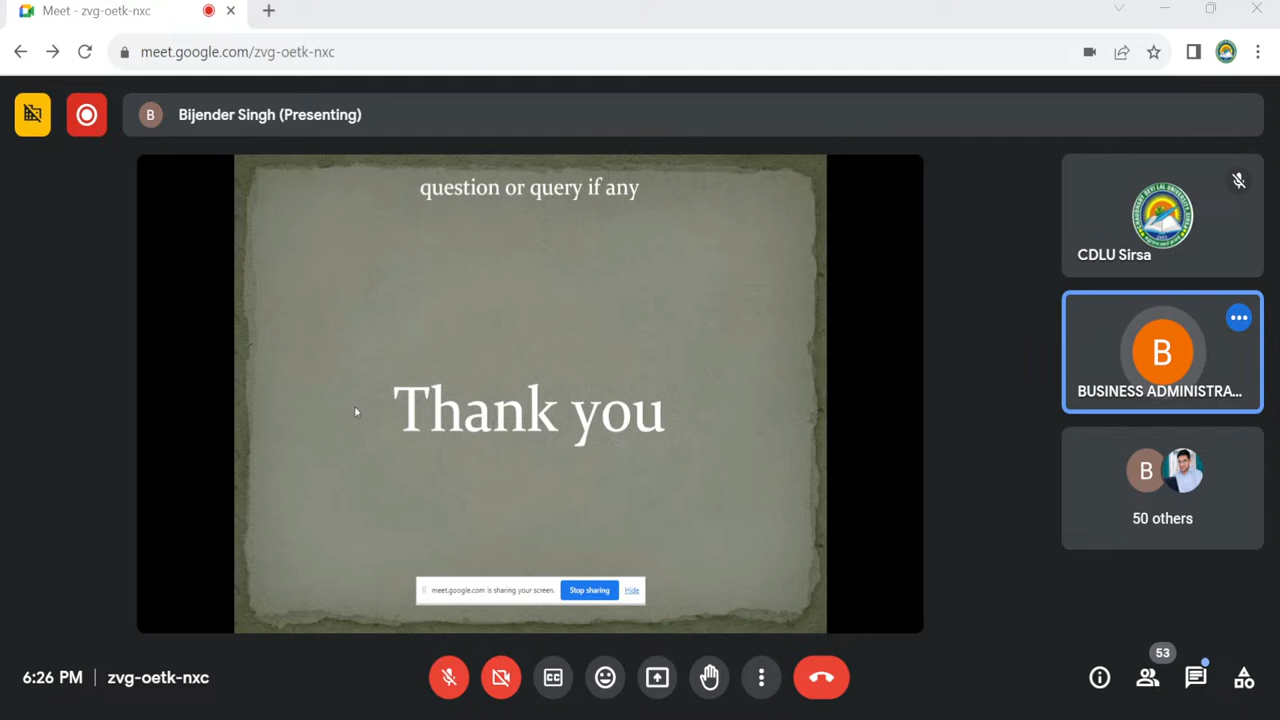 Meet - zvg-oetk-nxc
meet.google.com/zvg-oetk-nxc
B
Bijender Singh (Presenting)
question or query if any
Thank you
meet.google.com is sharing your screen.
Stop sharing
Hide
CDLU Sirsa
B
BUSINESS ADMINISTRA...
B
50 others
6:26 PM
zvg-oetk-nxc
CC
53